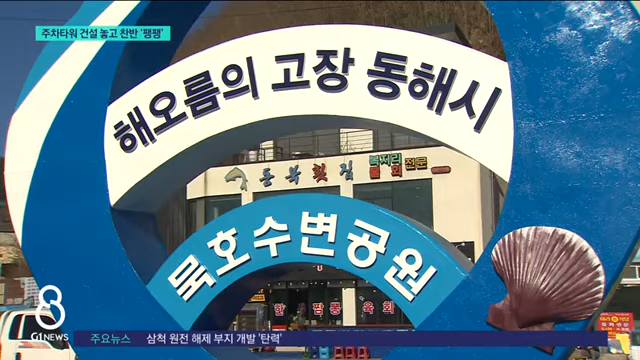 주차타워 건설 놓고 찬반 '팽팽'
해오름의 고장 동해시
동북횟집
복저리
물회
전문
묵호수변공원
8
G1NEWS
주요뉴스 삼척 원전 해제 부지 개발 '탄력'